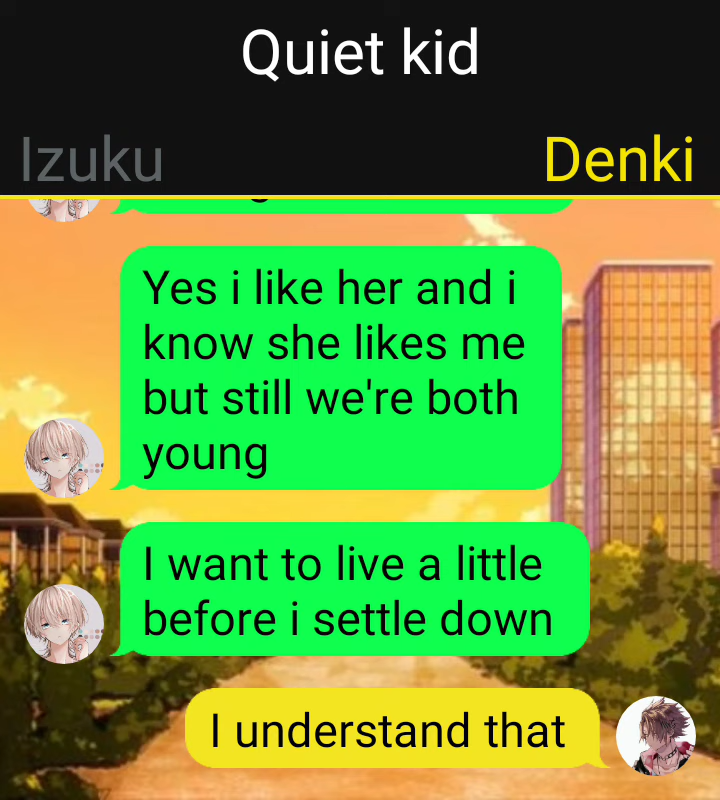 Quiet kid
Izuku
Denki
Yes i like her and i
know she likes me
but still we're both
young
I want to live a little
before i settle down
I understand that